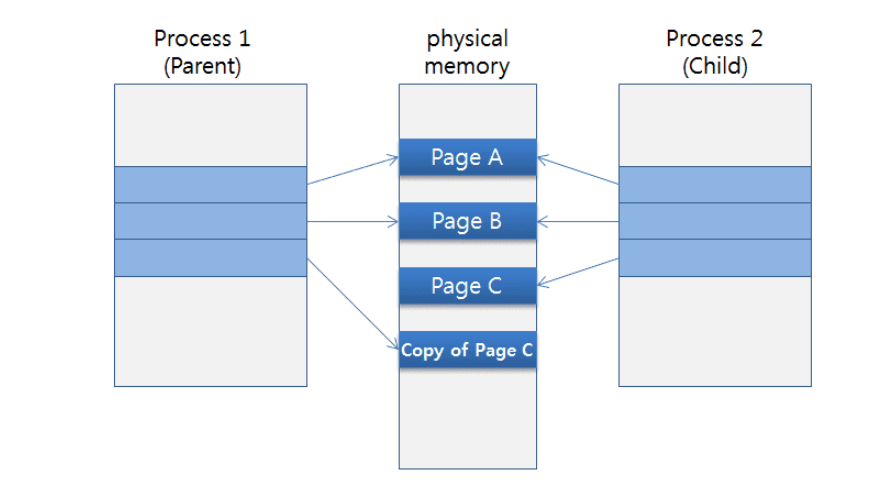 Process 1
(Parent)
physical
memory
Process 2
(Child)
Page A
Page B
Page C
Copy of Page C